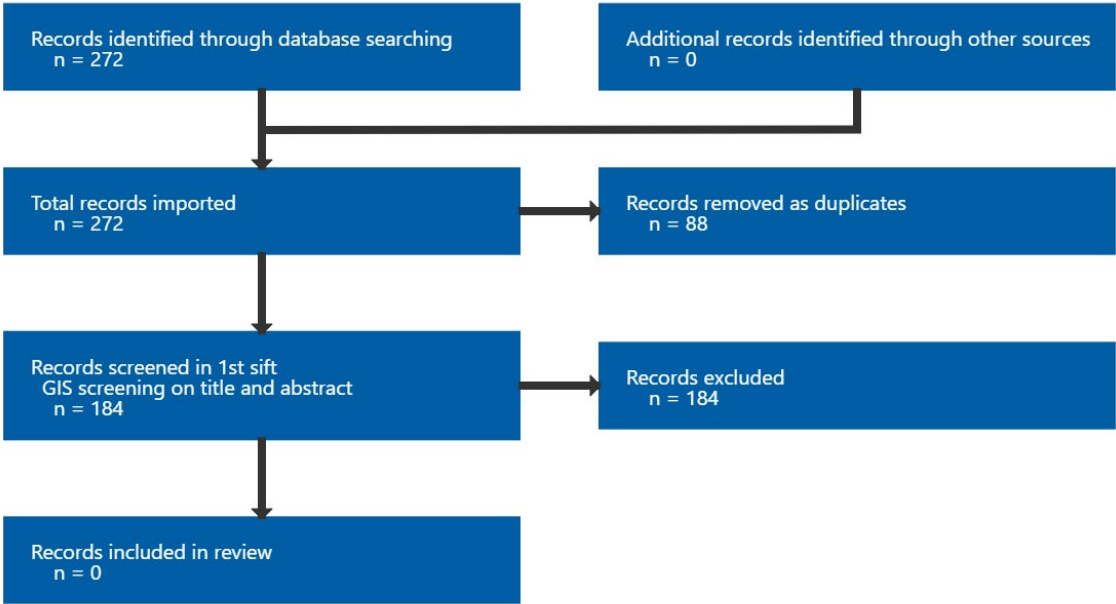 Records identified through database searching
n = 272
Additional records identified through other sources
n = 0
Total records imported
n = 272
Records removed as duplicates
n = 88
Records screened in 1st sift
GIS screening on title and abstract
n = 184
Records excluded
n = 184
Records included in review
n = 0